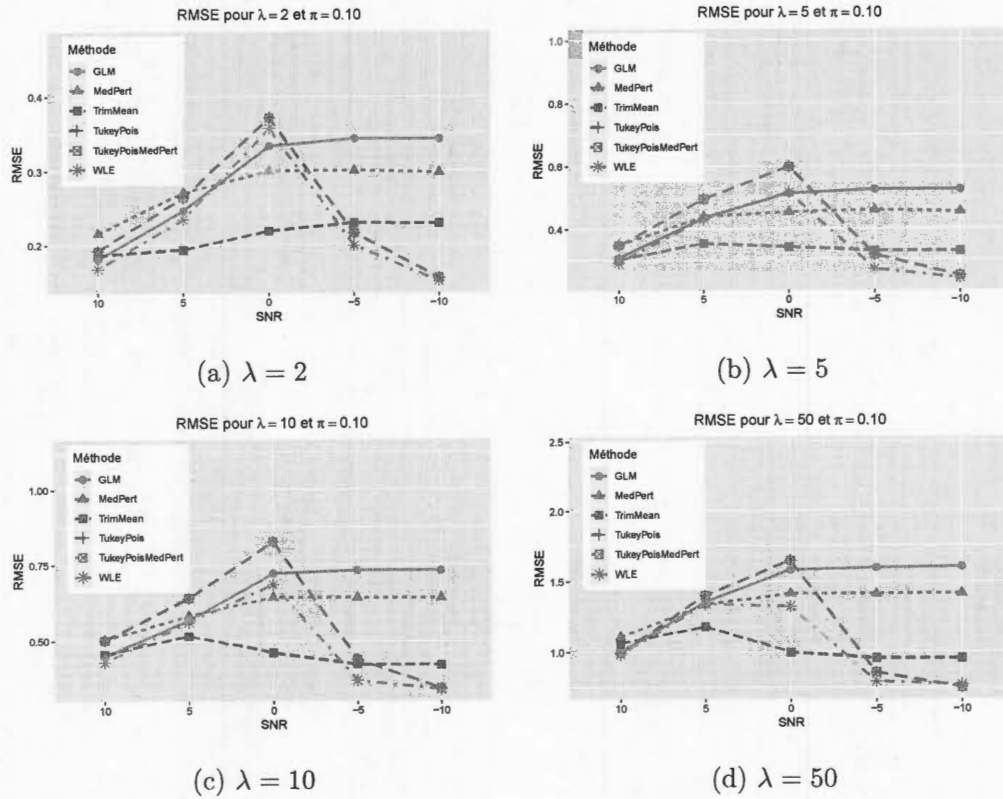 RMSE pour λ = 2 et π = 0.10
Méthode
GLM
MedPert
TrimMean
TukeyPois
TukeyPoisMedPert
WLE
RMSE
0.4
0.3
0.2
10 5 0 −5 −10
SNR
(a) λ = 2
RMSE pour λ = 5 et π = 0.10
Méthode
GLM
MedPert
TrimMean
TukeyPois
TukeyPoisMedPert
WLE
RMSE
1.0
0.8
0.6
0.4
10 5 0 −5 −10
SNR
(b) λ = 5
RMSE pour λ = 10 et π = 0.10
Méthode
GLM
MedPert
TrimMean
TukeyPois
TukeyPoisMedPert
WLE
RMSE
1.00
0.75
0.50
10 5 0 −5 −10
SNR
(c) λ = 10
RMSE pour λ = 50 et π = 0.10
Méthode
GLM
MedPert
TrimMean
TukeyPois
TukeyPoisMedPert
WLE
RMSE
2.5
2.0
1.5
1.0
10 5 0 −5 −10
SNR
(d) λ = 50